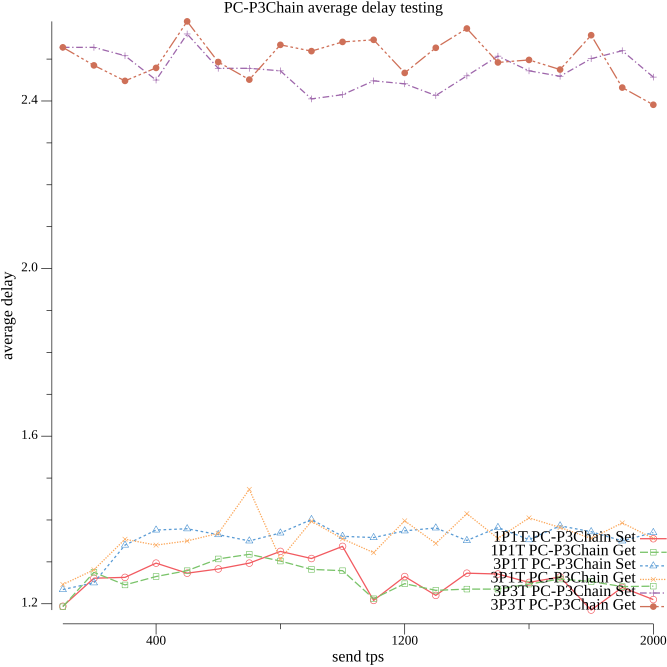 PC-P3Chain average delay testing
average delay
2.4
2.0
1.6
1.2
1P1T PC-P3Chain Set
1P1T PC-P3Chain Get
3P1T PC-P3Chain Set
3P1T PC-P3Chain Get
3P3T PC-P3Chain Set
3P3T PC-P3Chain Get
400 1200 2000
send tps